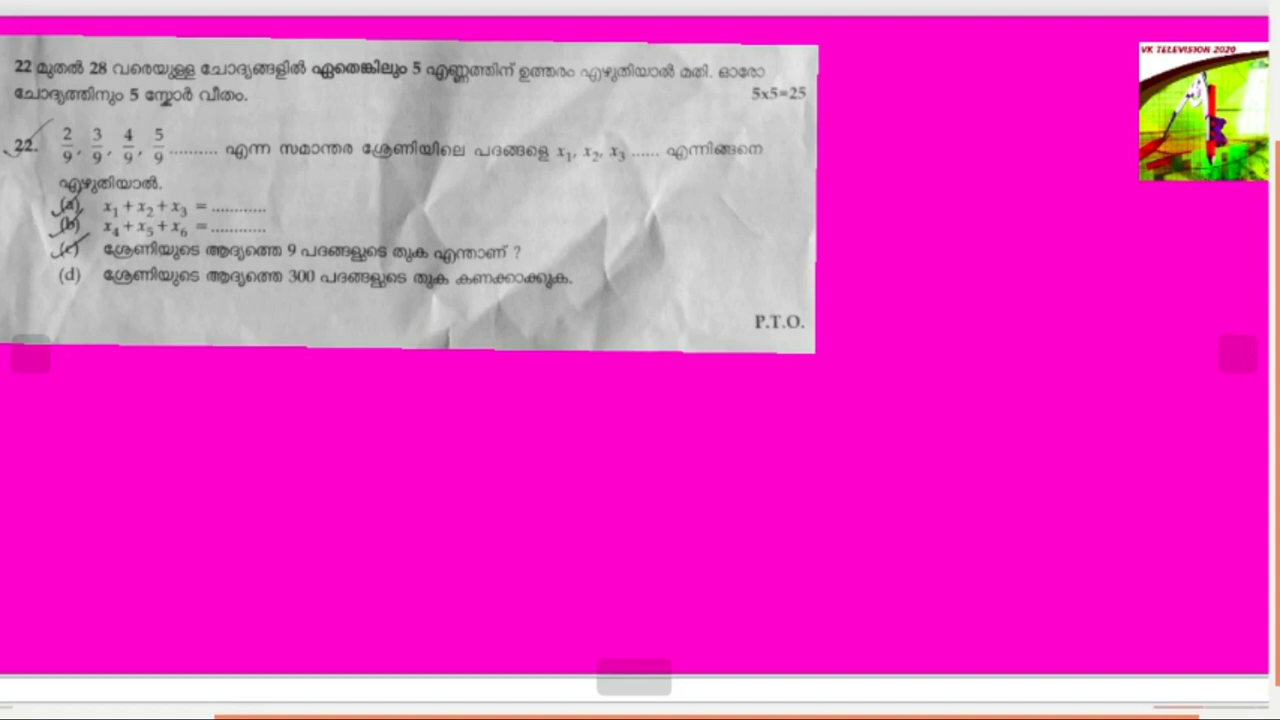 VK TELEVISION 2020
22 മുതൽ 28 വരെയുള്ള ചോദ്യങ്ങളിൽ ഏതെങ്കിലും 5 എണ്ണത്തിന് ഉത്തരം എഴുതിയാൽ മതി. ഓരോ
ചോദ്യത്തിനും 5 സ്കോർ വീതം. 5x5=25
22. 2/9, 3/9, 4/9, 5/9 .......... എന്ന സമാന്തര ശ്രേണിയിലെ പദങ്ങളെ x₁, x₂, x₃ ...... എന്നിങ്ങനെ
എഴുതിയാൽ.
(a) x₁ + x₂ + x₃ = ............
(b) x₄ + x₅ + x₆ = ............
(c) ശ്രേണിയുടെ ആദ്യത്തെ 9 പദങ്ങളുടെ തുക എന്താണ് ?
(d) ശ്രേണിയുടെ ആദ്യത്തെ 300 പദങ്ങളുടെ തുക കണക്കാക്കുക.
P.T.O.